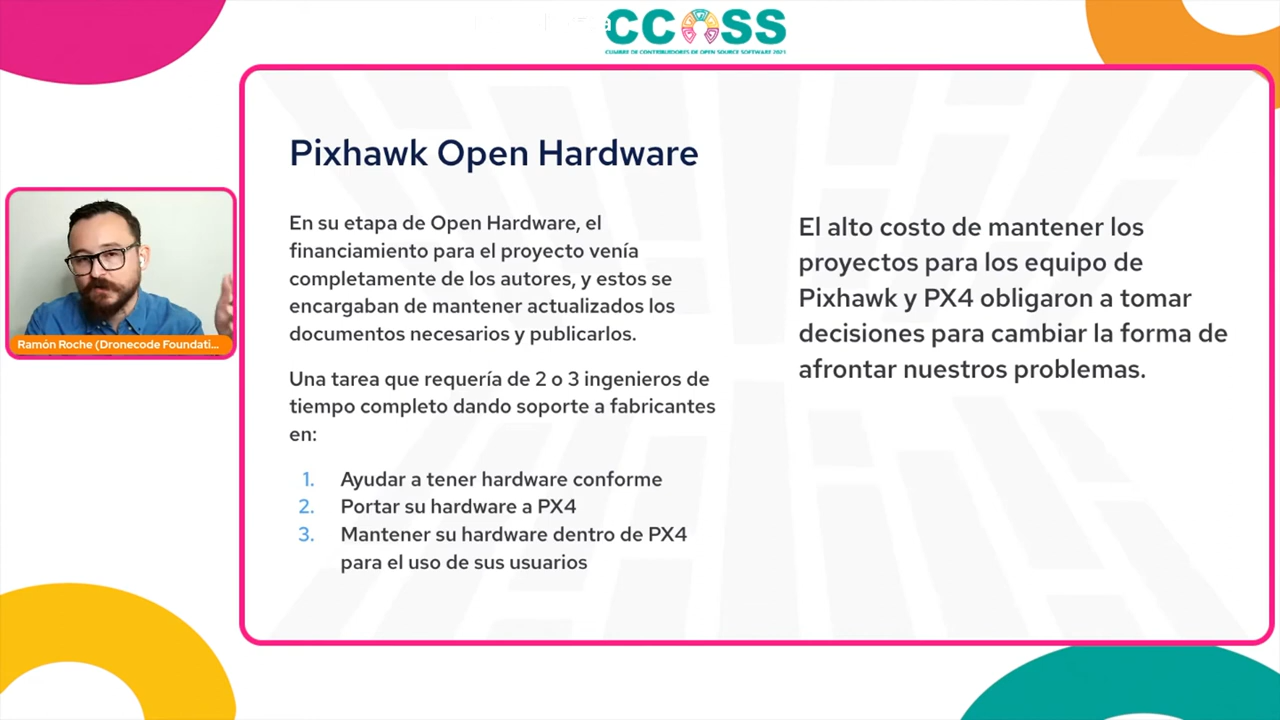 CCOSS
CUMBRE DE CONTRIBUIDORES DE OPEN SOURCE SOFTWARE 2021
Pixhawk Open Hardware
En su etapa de Open Hardware, el
financiamiento para el proyecto venía
completamente de los autores, y estos se
encargaban de mantener actualizados los
documentos necesarios y publicarlos.
Una tarea que requería de 2 o 3 ingenieros de
tiempo completo dando soporte a fabricantes
en:
1. Ayudar a tener hardware conforme
2. Portar su hardware a PX4
3. Mantener su hardware dentro de PX4
para el uso de sus usuarios
El alto costo de mantener los
proyectos para los equipo de
Pixhawk y PX4 obligaron a tomar
decisiones para cambiar la forma de
afrontar nuestros problemas.
Ramón Roche (Dronecode Foundati...